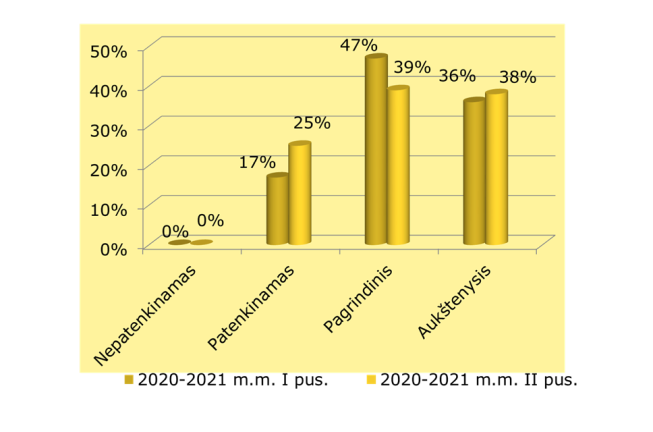 50%
40%
30%
20%
10%
0%
0%
0%
17%
25%
47%
39%
36%
38%
Nepatenkinamas
Patenkinamas
Pagrindinis
Aukštenysis
2020-2021 m.m. I pus.
2020-2021 m.m. II pus.